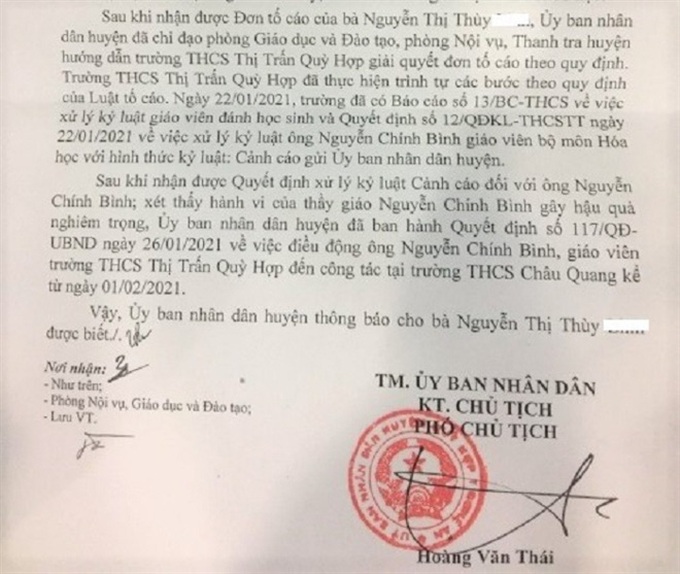 Sau khi nhận được Đơn tố cáo của bà Nguyễn Thị Thùy , Ủy ban nhân
dân huyện đã chỉ đạo phòng Giáo dục và Đào tạo, phòng Nội vụ, Thanh tra huyện
hướng dẫn trường THCS Thị Trấn Quỳ Hợp giải quyết đơn tố cáo theo quy định.
Trường THCS Thị Trấn Quỳ Hợp đã thực hiện trình tự các bước theo quy định
của Luật tố cáo. Ngày 22/01/2021, trường đã có Báo cáo số 13/BC-THCS về việc
xử lý kỷ luật giáo viên đánh học sinh và Quyết định số 12/QĐKL-THCSTT ngày
22/01/2021 về việc xử lý kỷ luật ông Nguyễn Chính Bình giáo viên bộ môn Hóa
học với hình thức kỷ luật: Cảnh cáo gửi Ủy ban nhân dân huyện.
Sau khi nhận được Quyết định xử lý kỷ luật Cảnh cáo đối với ông Nguyễn
Chính Bình; xét thấy hành vi của thầy giáo Nguyễn Chính Bình gây hậu quả
nghiêm trọng, Ủy ban nhân dân huyện đã ban hành Quyết định số 117/QĐ-
UBND ngày 26/01/2021 về việc điều động ông Nguyễn Chính Bình, giáo viên
trường THCS Thị Trấn Quỳ Hợp đến công tác tại trường THCS Châu Quang kể
từ ngày 01/02/2021.
Vậy, Ủy ban nhân dân huyện thông báo cho bà Nguyễn Thị Thùy
được biết./.
Nơi nhận:
- Như trên;
- Phòng Nội vụ, Giáo dục và Đào tạo;
- Lưu VT.
TM. ỦY BAN NHÂN DÂN
KT. CHỦ TỊCH
PHÓ CHỦ TỊCH
Hoàng Văn Thái